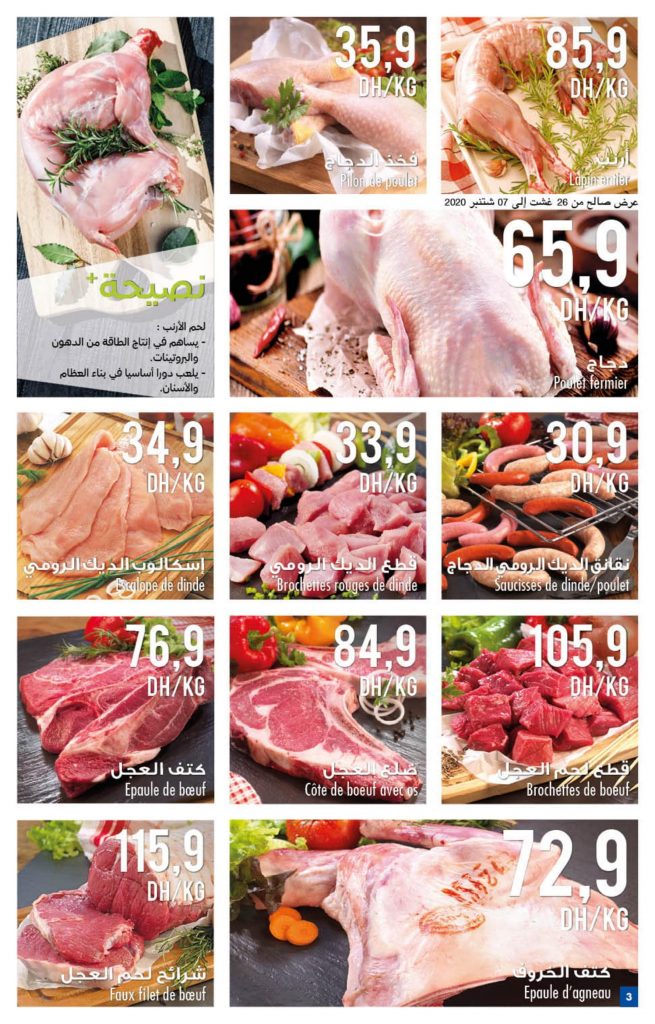 35,9
DH/KG
فخذ الدجاج
Pilon de poulet
85,9
DH/KG
أرنب
Lapin entier
عرض صالح من 26 غشت إلى 07 شتنبر 2020
نصيحة+
لحم الأرنب :
- يساهم في إنتاج الطاقة من الدهون
والبروتينات.
- يلعب دورا أساسيا في بناء العظام
والأسنان.
65,9
DH/KG
دجاج
Poulet fermier
34,9
DH/KG
إسكالوب الديك الرومي
Escalope de dinde
33,9
DH/KG
قطع الديك الرومي
Brochettes rouges de dinde
30,9
DH/KG
نقانق الديك الرومي الدجاج
Saucisses de dinde/poulet
76,9
DH/KG
كتف العجل
Epaule de bœuf
84,9
DH/KG
ضلع العجل
Côte de boeuf avec os
105,9
DH/KG
قطع لحم العجل
Brochettes de boeuf
115,9
DH/KG
شرائح لحم العجل
Faux filet de bœuf
72,9
DH/KG
كتف الخروف
Epaule d'agneau
3